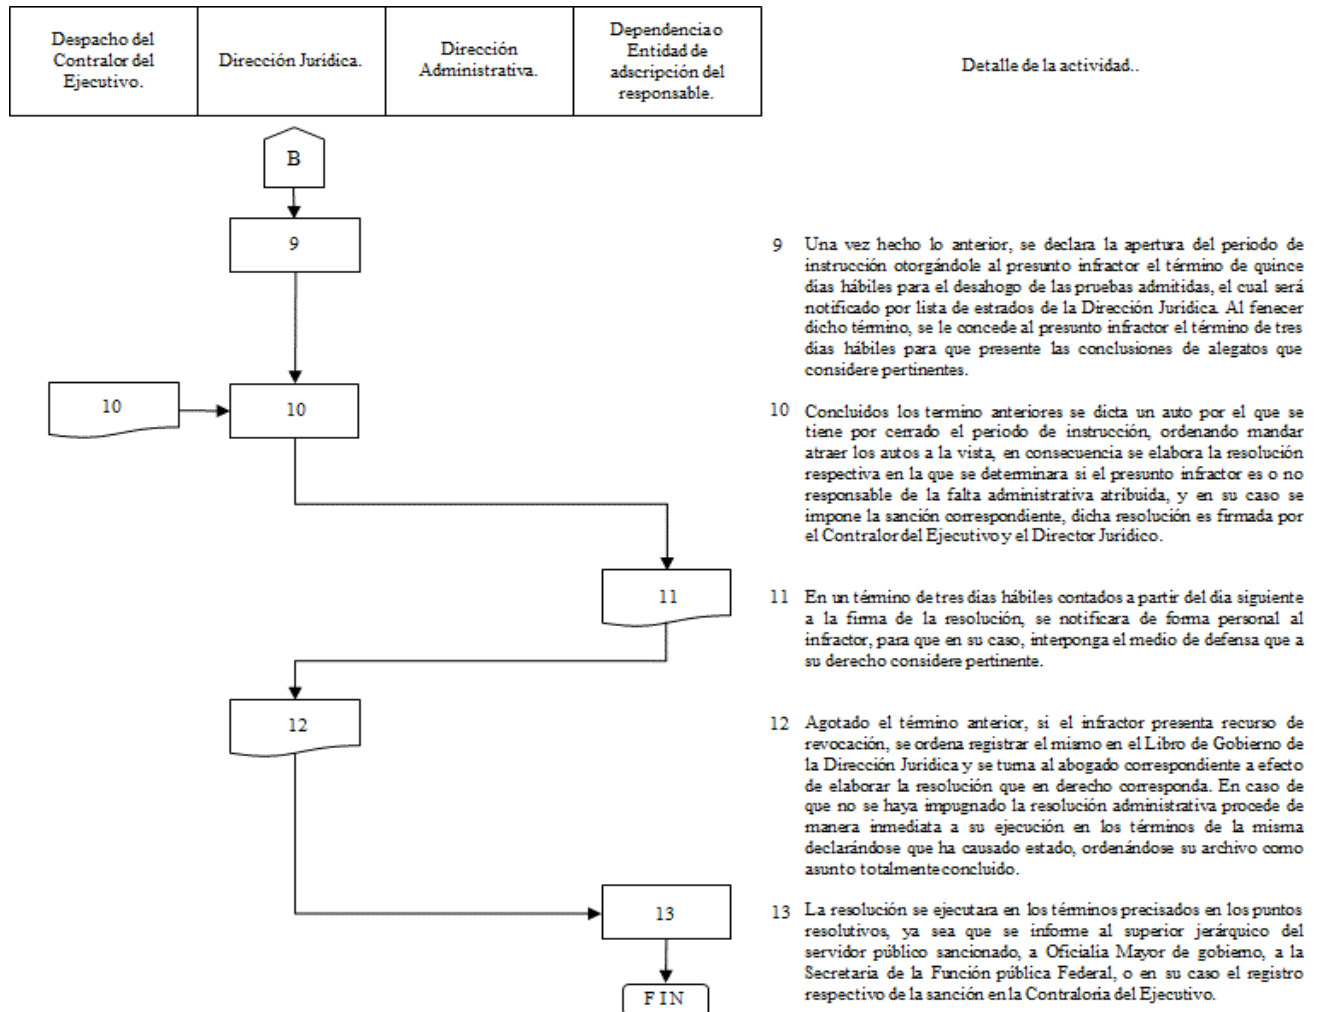 Despacho del
Contralor del
Ejecutivo.
Dirección Jurídica.
Dirección
Administrativa.
Dependencia o
Entidad de
adscripción del
responsable.
Detalle de la actividad..
B
9
9 Una vez hecho lo anterior, se declara la apertura del periodo de
instrucción otorgándole al presunto infractor el término de quince
dias hábiles para el desahogo de las pruebas admitidas, el cual será
notificado por lista de estrados de la Dirección Jurídica. Al fenecer
dicho término, se le concede al presunto infractor el término de tres
dias hábiles para que presente las conclusiones de alegatos que
considere pertinentes.
10
10
10 Concluidos los termino anteriores se dicta un auto por el que se
tiene por cerrado el periodo de instrucción, ordenando mandar
atraer los autos a la vista, en consecuencia se elabora la resolución
respectiva en la que se determinara si el presunto infractor es o no
responsable de la falta administrativa atribuida, y en su caso se
impone la sanción correspondiente, dicha resolución es firmada por
el Contralor del Ejecutivo y el Director Jurídico.
11
11 En un término de tres dias hábiles contados a partir del dia siguiente
a la firma de la resolución, se notificara de forma personal al
infractor, para que en su caso, interponga el medio de defensa que a
su derecho considere pertinente.
12
12 Agotado el término anterior, si el infractor presenta recurso de
revocación, se ordena registrar el mismo en el Libro de Gobierno de
la Dirección Jurídica y se turna al abogado correspondiente a efecto
de elaborar la resolución que en derecho corresponda. En caso de
que no se haya impugnado la resolución administrativa procede de
manera inmediata a su ejecución en los términos de la misma
declarándose que ha causado estado, ordenándose su archivo como
asunto totalmente concluido.
13
13 La resolución se ejecutara en los términos precisados en los puntos
resolutivos, ya sea que se informe al superior jerárquico del
servidor público sancionado, a Oficialía Mayor de gobierno, a la
Secretaria de la Función pública Federal, o en su caso el registro
respectivo de la sanción en la Contraloría del Ejecutivo.
FIN